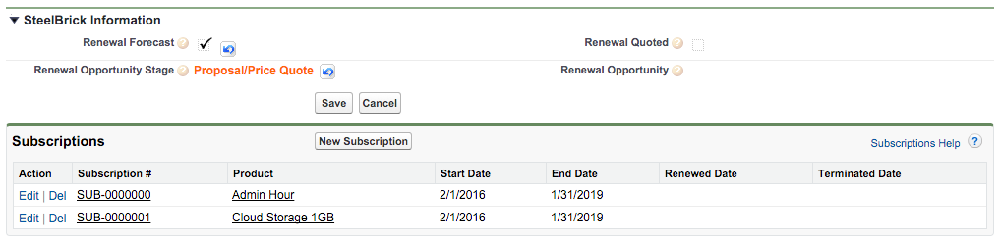 SteelBrick Information
Renewal Forecast ? Renewal Quoted ?
Renewal Opportunity Stage ? Proposal/Price Quote Renewal Opportunity ?
Save Cancel
Subscriptions New Subscription Subscriptions Help ?
Action Subscription # Product Start Date End Date Renewed Date Terminated Date
Edit | Del SUB-0000000 Admin Hour 2/1/2016 1/31/2019
Edit | Del SUB-0000001 Cloud Storage 1GB 2/1/2016 1/31/2019